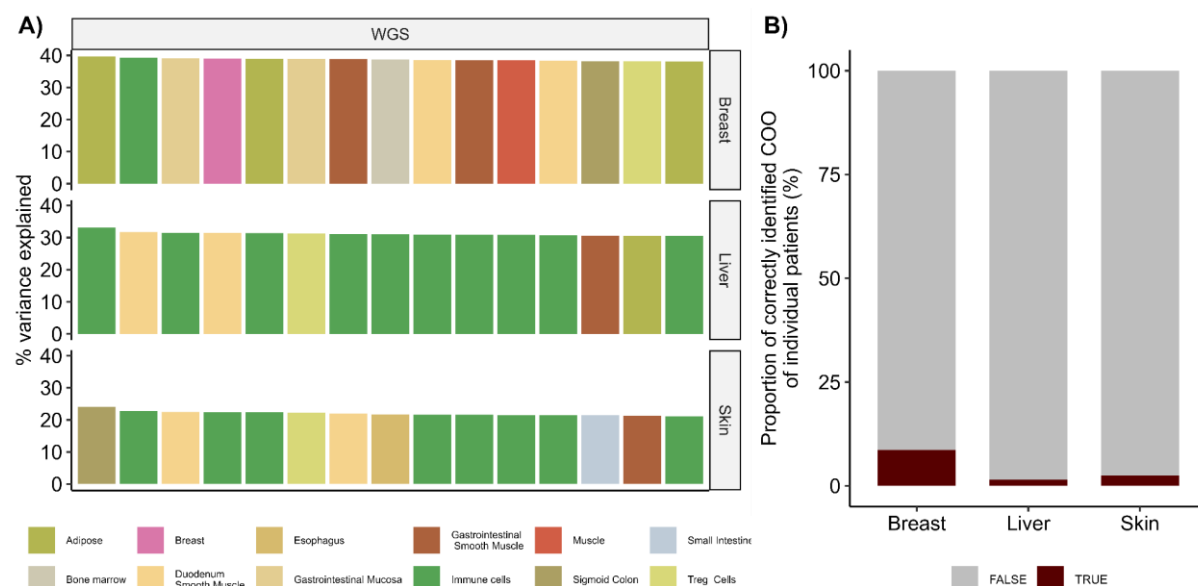 A)
WGS
% variance explained
40
30
20
10
0
Breast
40
30
20
10
0
Liver
40
30
20
10
0
Skin
Adipose
Breast
Esophagus
Gastrointestinal
Smooth Muscle
Muscle
Small Intestine
Bone marrow
Duodenum
Smooth Muscle
Gastrointestinal Mucosa
Immune cells
Sigmoid Colon
Treg Cells
B)
Proportion of correctly identified COO
of individual patients (%)
100
75
50
25
0
Breast
Liver
Skin
FALSE
TRUE